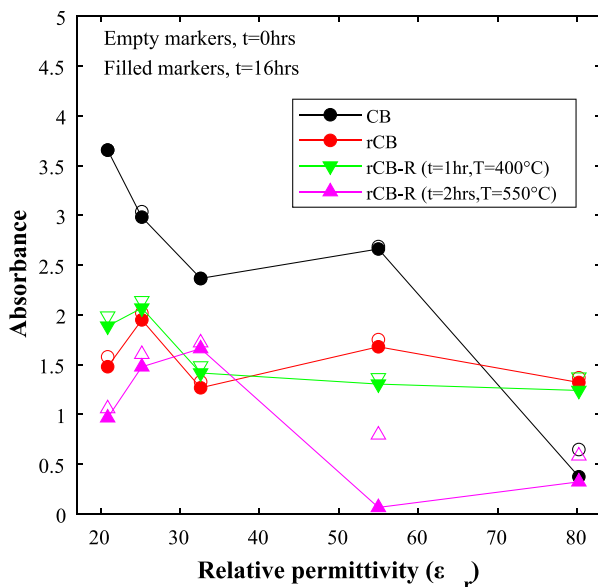 Empty markers, t=0hrs
Filled markers, t=16hrs
CB
rCB
rCB-R (t=1hr,T=400°C)
rCB-R (t=2hrs,T=550°C)
Absorbance
5
4.5
4
3.5
3
2.5
2
1.5
1
0.5
0
20 30 40 50 60 70 80
Relative permittivity (ε r)